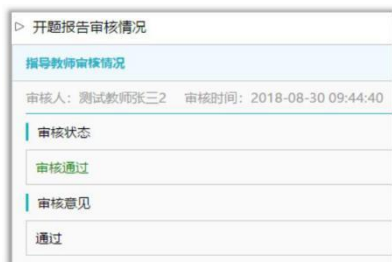 开题报告审核情况
指导教师审核情况
审核人：测试教师张三2 审核时间：2018-08-30 09:44:40
审核状态
审核通过
审核意见
通过